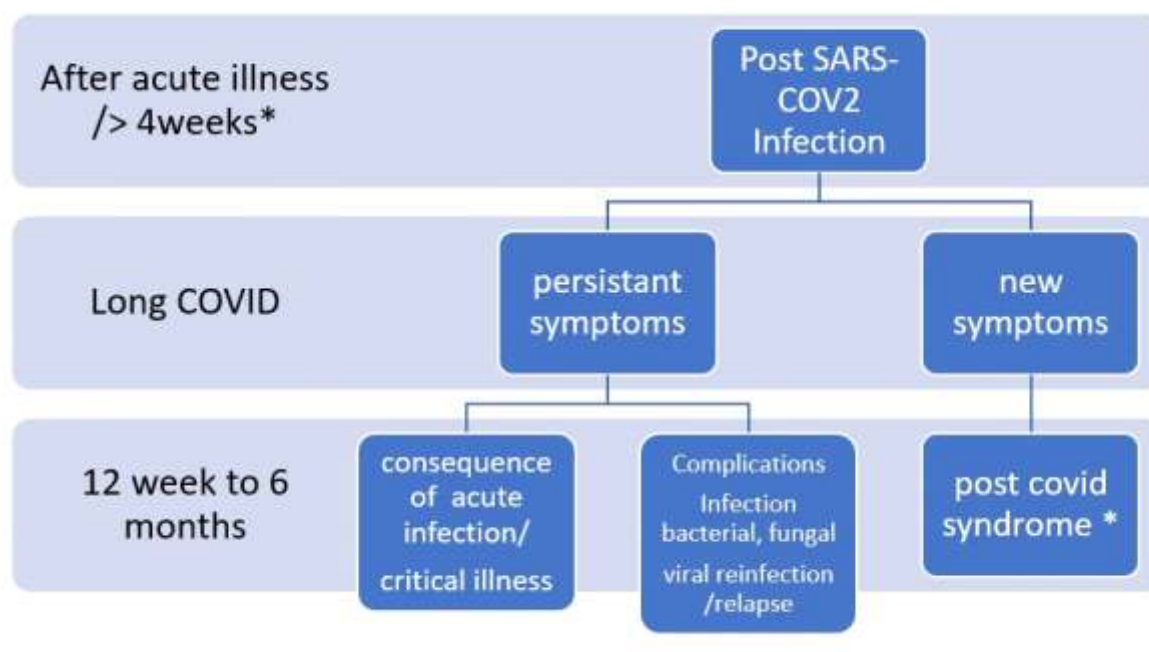 After acute illness
/> 4weeks*
Post SARS-
COV2
Infection
Long COVID
persistant
symptoms
new
symptoms
12 week to 6
months
consequence
of acute
infection/
critical illness
Complications
Infection
bacterial, fungal
viral reinfection
/relapse
post covid
syndrome *